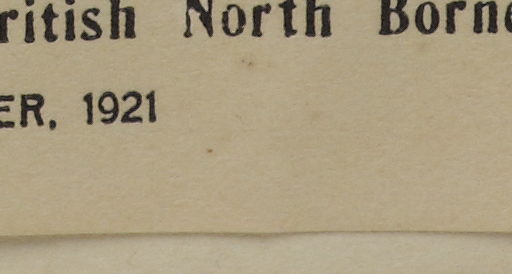 ritish North Borne
ER, 1921